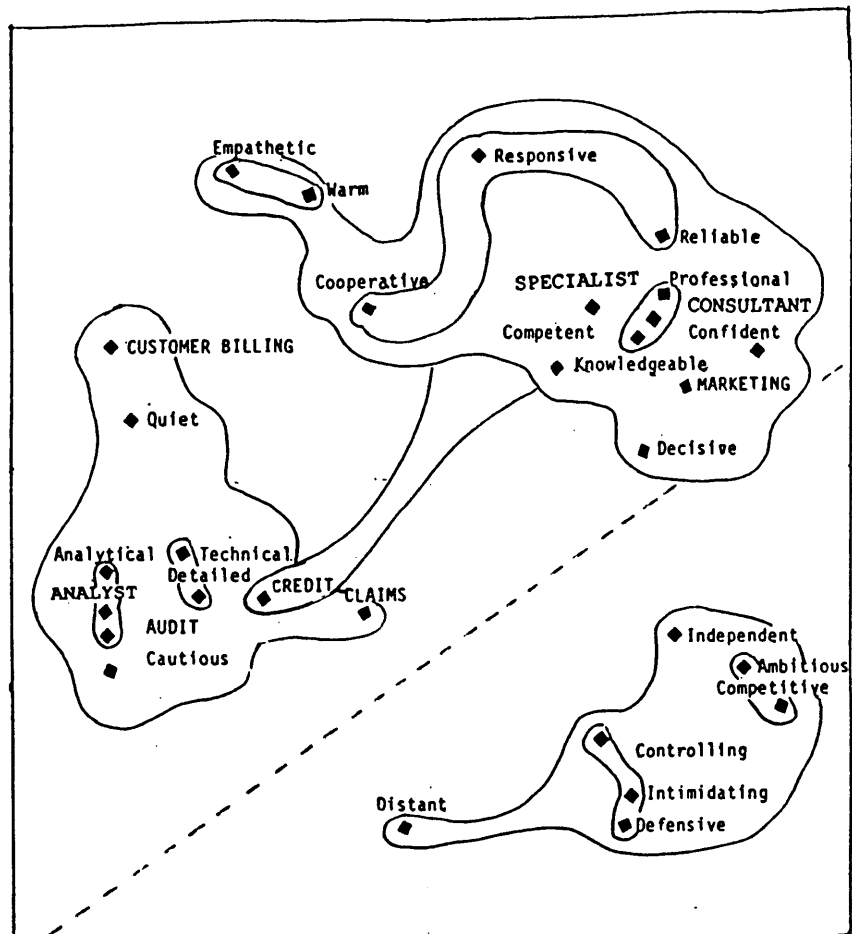 Empathetic
Responsive
Warm
Reliable
Cooperative
SPECIALIST
Professional
CONSULTANT
Competent
Confident
CUSTOMER BILLING
Knowledgeable
MARKETING
Quiet
Decisive
Analytical
Technical
Detailed
ANALYST
CREDIT
CLAIMS
AUDIT
Independent
Cautious
Ambitious
Competitive
Controlling
Intimidating
Distant
Defensive